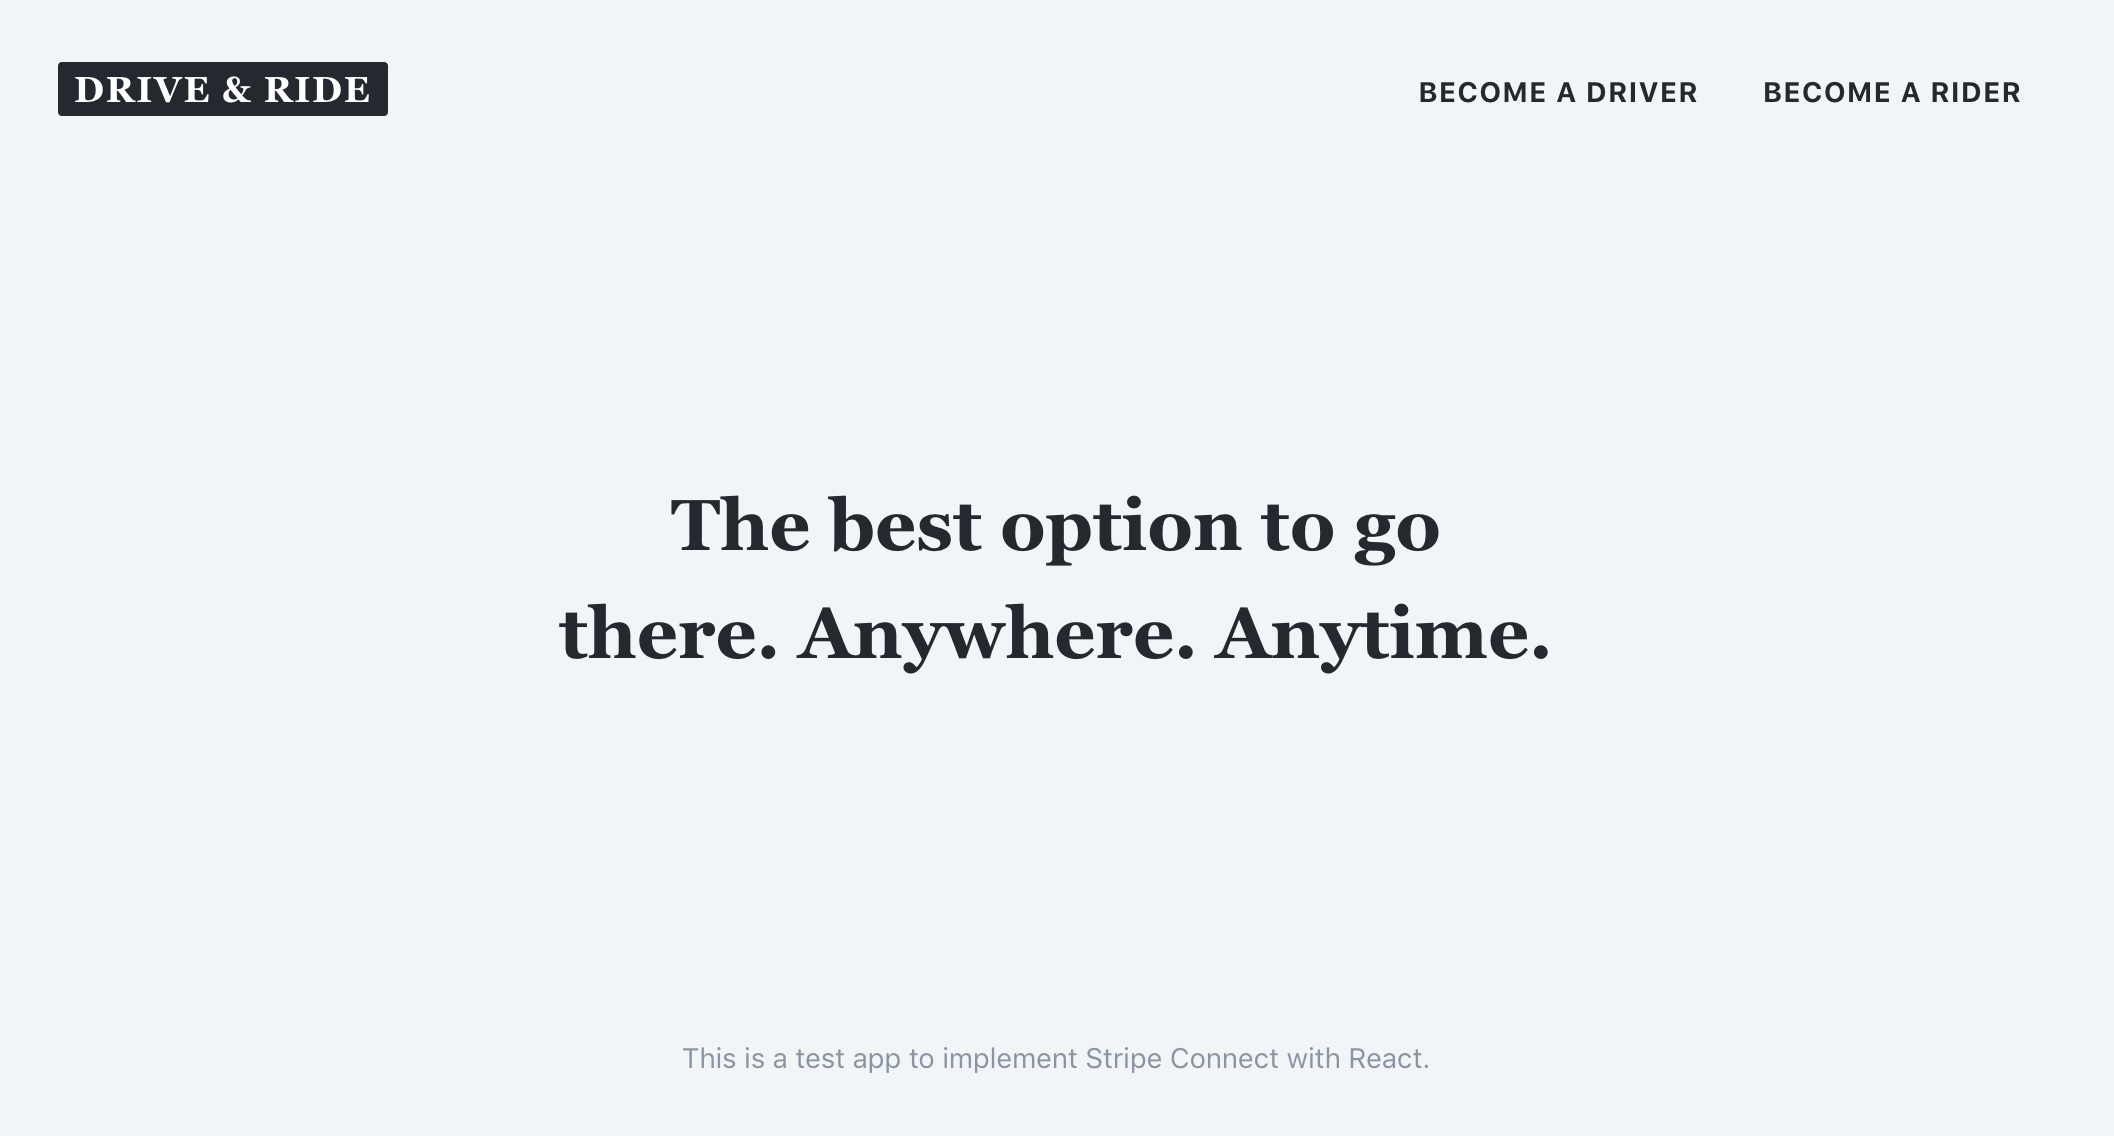 DRIVE & RIDE
BECOME A DRIVER
BECOME A RIDER
The best option to go
there. Anywhere. Anytime.
This is a test app to implement Stripe Connect with React.